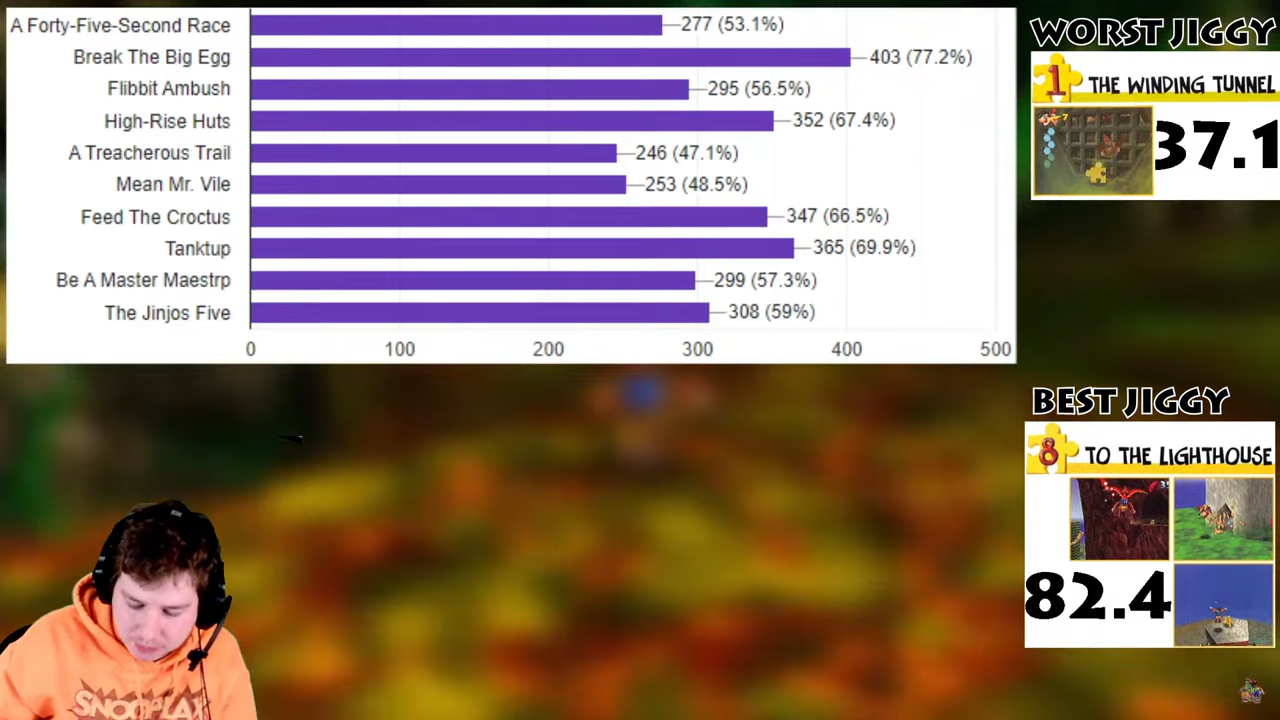 A Forty-Five-Second Race 277 (53.1%)
Break The Big Egg 403 (77.2%)
Flibbit Ambush 295 (56.5%)
High-Rise Huts 352 (67.4%)
A Treacherous Trail 246 (47.1%)
Mean Mr. Vile 253 (48.5%)
Feed The Croctus 347 (66.5%)
Tanktup 365 (69.9%)
Be A Master Maestrp 299 (57.3%)
The Jinjos Five 308 (59%)
0 100 200 300 400 500
WORST JIGGY
1 THE WINDING TUNNEL
37.1
BEST JIGGY
8 TO THE LIGHTHOUSE
82.4
SNOOPLAX